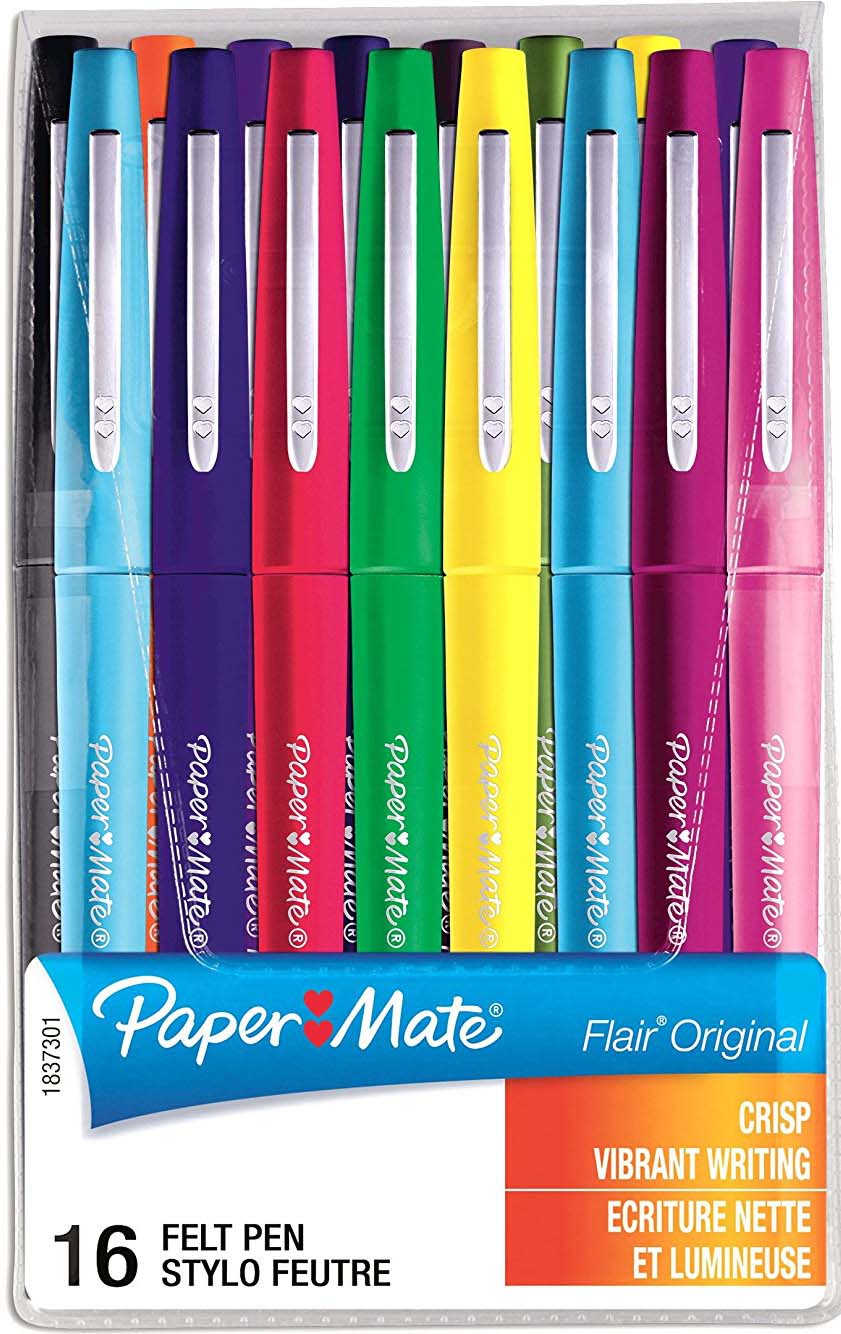 Paper Mate®
Paper Mate®
Paper Mate®
Paper Mate®
Paper Mate®
Paper Mate®
Paper Mate®
Paper Mate®
Paper Mate®
Flair® Original
1837301
CRISP
VIBRANT WRITING
ECRITURE NETTE
ET LUMINEUSE
16 FELT PEN
STYLO FEUTRE